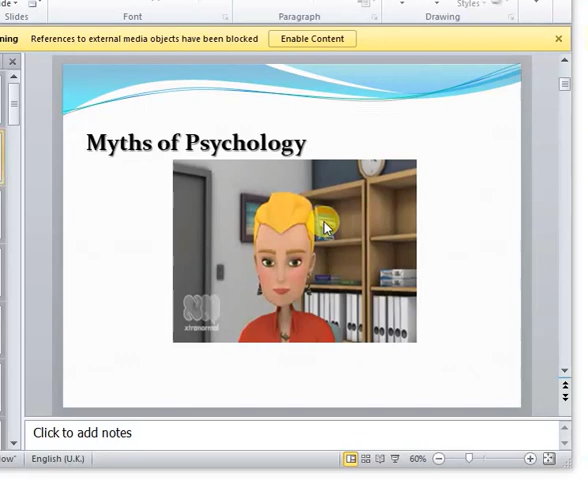 Slides
Font
Paragraph
Drawing
Styles
References to external media objects have been blocked
Enable Content
Myths of Psychology
xtranormal
Click to add notes
English (U.K.)
60%